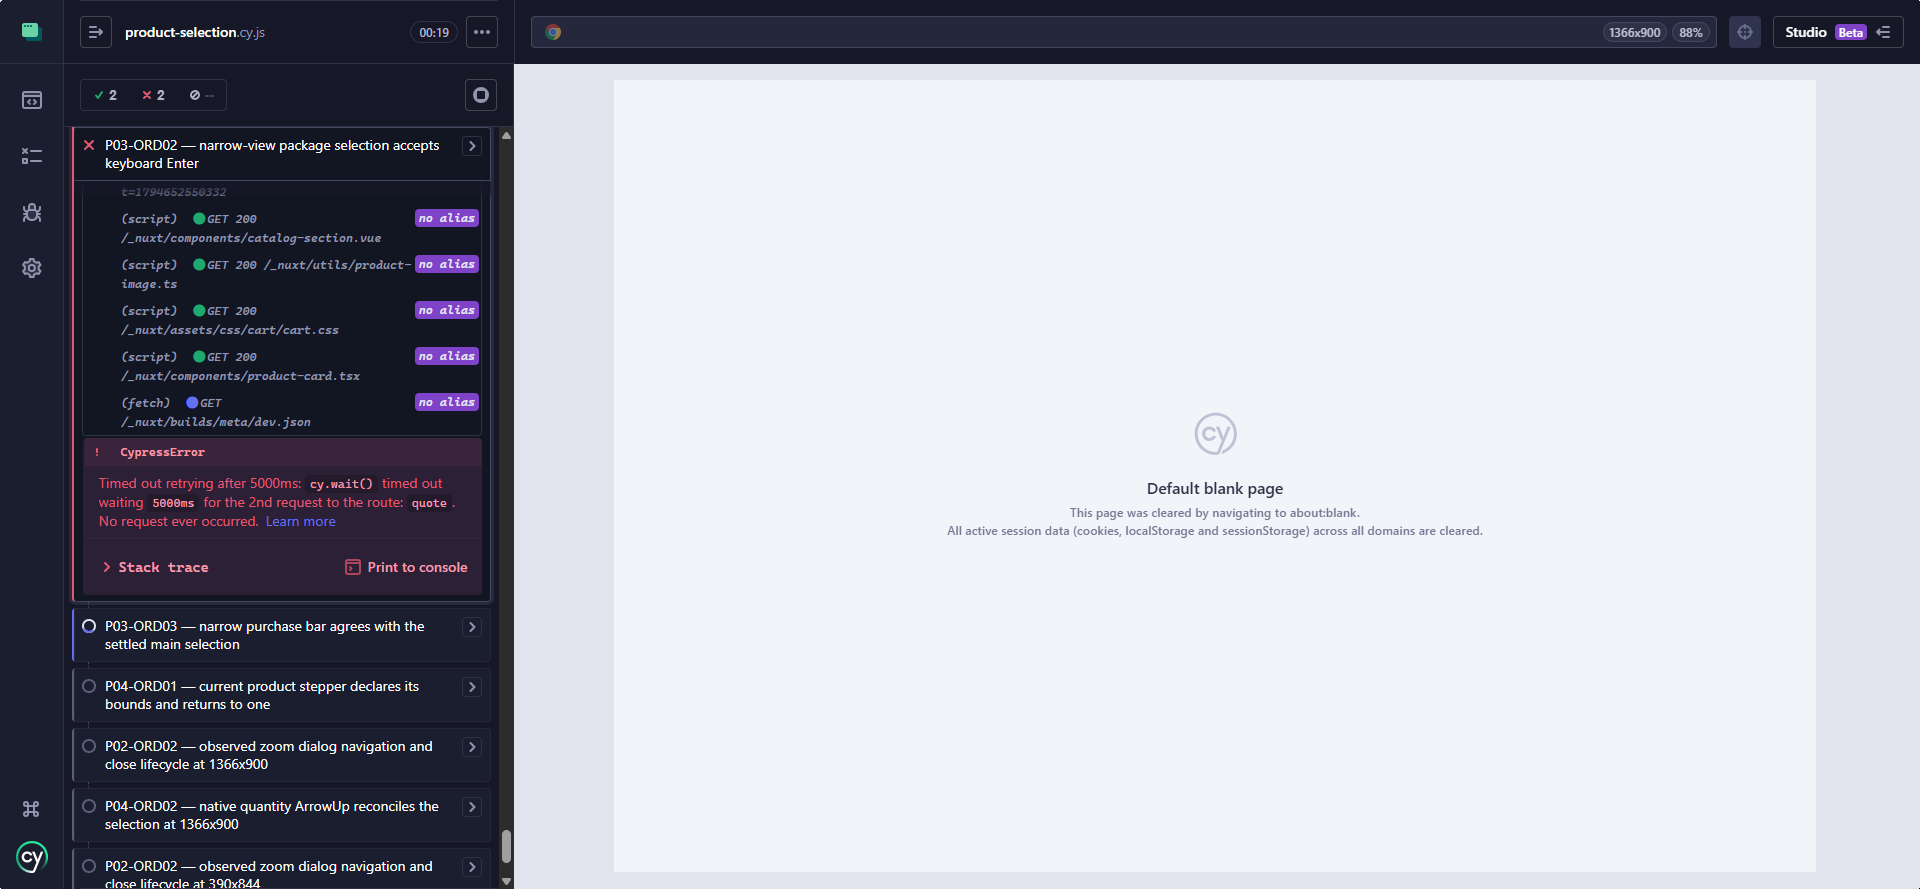 product-selection.cy.js
00:19
2
2
--
P03-ORD02 — narrow-view package selection accepts
keyboard Enter
t=1794652550332
(script) GET 200
no alias
/_nuxt/components/catalog-section.vue
(script) GET 200 /_nuxt/utils/product-
no alias
image.ts
(script) GET 200
no alias
/_nuxt/assets/css/cart/cart.css
(script) GET 200
no alias
/_nuxt/components/product-card.tsx
(fetch) GET
no alias
/_nuxt/builds/meta/dev.json
! CypressError
Timed out retrying after 5000ms: cy.wait() timed out
waiting 5000ms for the 2nd request to the route: quote.
No request ever occurred. Learn more
Stack trace
Print to console
P03-ORD03 — narrow purchase bar agrees with the
settled main selection
P04-ORD01 — current product stepper declares its
bounds and returns to one
P02-ORD02 — observed zoom dialog navigation and
close lifecycle at 1366x900
P04-ORD02 — native quantity ArrowUp reconciles the
selection at 1366x900
P02-ORD02 — observed zoom dialog navigation and
close lifecycle at 390x844
cy
1366x900
88%
Studio Beta
cy
Default blank page
This page was cleared by navigating to about:blank.
All active session data (cookies, localStorage and sessionStorage) across all domains are cleared.